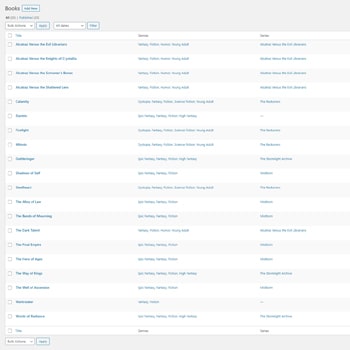 Books Add New
All (20) | Published (20)
Bulk Actions Apply All dates Filter
Title Genres Series
Alcatraz Versus the Evil Librarians Fantasy, Fiction, Humor, Young Adult Alcatraz Versus the Evil Librarians
Alcatraz Versus the Knights of Crystallia Fantasy, Fiction, Humor, Young Adult Alcatraz Versus the Evil Librarians
Alcatraz Versus the Scrivener's Bones Fantasy, Fiction, Humor, Young Adult Alcatraz Versus the Evil Librarians
Alcatraz Versus the Shattered Lens Fantasy, Fiction, Humor, Young Adult Alcatraz Versus the Evil Librarians
Calamity Dystopia, Fantasy, Fiction, Science Fiction, Young Adult The Reckoners
Elantris Epic Fantasy, Fantasy, Fiction, High Fantasy —
Firefight Dystopia, Fantasy, Fiction, Science Fiction, Young Adult The Reckoners
Mitosis Dystopia, Fantasy, Fiction, Science Fiction, Young Adult The Reckoners
Oathbringer Epic Fantasy, Fantasy, Fiction, High Fantasy The Stormlight Archive
Shadows of Self Epic Fantasy, Fantasy, Fiction Mistborn
Steelheart Dystopia, Fantasy, Fiction, Science Fiction, Young Adult The Reckoners
The Alloy of Law Epic Fantasy, Fantasy, Fiction Mistborn
The Bands of Mourning Epic Fantasy, Fantasy, Fiction Mistborn
The Dark Talent Fantasy, Fiction, Humor, Young Adult Alcatraz Versus the Evil Librarians
The Final Empire Epic Fantasy, Fantasy, Fiction Mistborn
The Hero of Ages Epic Fantasy, Fantasy, Fiction Mistborn
The Way of Kings Epic Fantasy, Fantasy, Fiction, High Fantasy The Stormlight Archive
The Well of Ascension Epic Fantasy, Fantasy, Fiction Mistborn
Warbreaker Fantasy, Fiction —
Words of Radiance Epic Fantasy, Fantasy, Fiction, High Fantasy The Stormlight Archive
Title Genres Series
Bulk Actions Apply